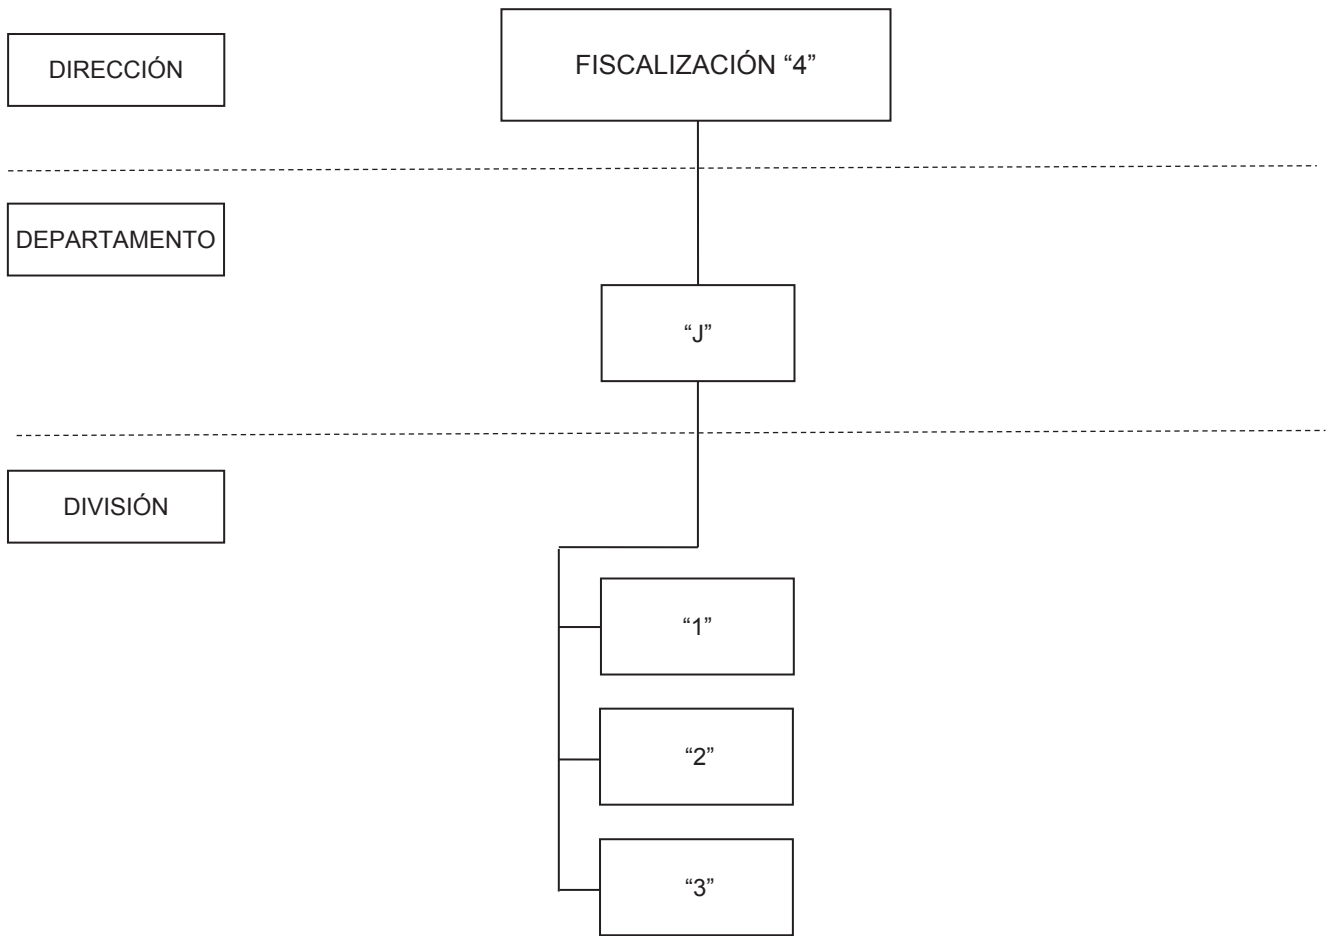 DIRECCIÓN
FISCALIZACIÓN “4”
DEPARTAMENTO
“J”
DIVISIÓN
“1”
“2”
“3”